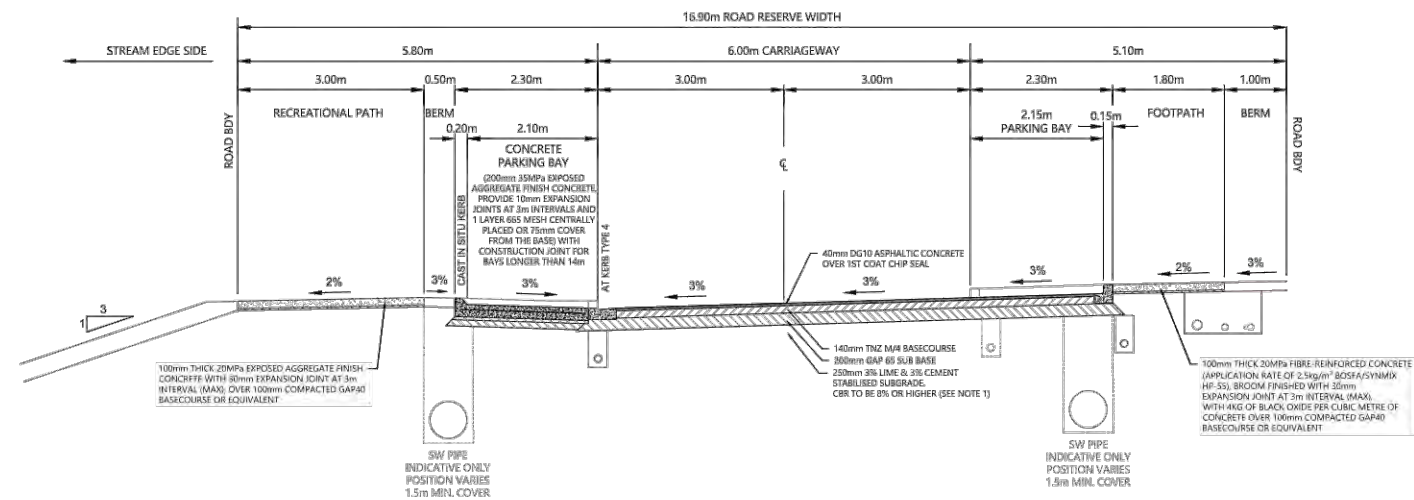 16.90m ROAD RESERVE WIDTH
STREAM EDGE SIDE
5.80m
6.00m CARRIAGEWAY
5.10m
3.00m
0.50m
2.30m
3.00m
3.00m
2.30m
1.80m
1.00m
RECREATIONAL PATH
BERM
0.20m
2.10m
CONCRETE
PARKING BAY
(200mm 35MPa EXPOSED
AGGREGATE FINISH CONCRETE,
PROVIDE 10mm EXPANSION
JOINTS AT 3m INTERVALS AND
1 LAYER 665 MESH CENTRALLY
PLACED OR 75mm COVER
FROM THE BASE) WITH
CONSTRUCTION JOINT FOR
BAYS LONGER THAN 14m
2.15m
PARKING BAY
0.15m
FOOTPATH
BERM
ROAD BDY
CAST IN SITU KERB
AT KERB TYPE 4
℄
ROAD BDY
40mm DG10 ASPHALTIC CONCRETE
OVER 1ST COAT CHIP SEAL
2%
3%
3%
3%
3%
3%
2%
3%
3
1
140mm TNZ M/4 BASECOURSE
200mm GAP 65 SUB BASE
250mm 3% LIME & 3% CEMENT
STABILISED SUBGRADE.
CBR TO BE 8% OR HIGHER (SEE NOTE 1)
100mm THICK 20MPa EXPOSED AGGREGATE FINISH
CONCRETE WITH 30mm EXPANSION JOINT AT 3m
INTERVAL (MAX), OVER 100mm COMPACTED GAP40
BASECOURSE OR EQUIVALENT
100mm THICK 20MPa FIBRE-REINFORCED CONCRETE
(APPLICATION RATE OF 2.5kg/m³ BOSFA/SYNMIX
HP-55), BROOM FINISHED WITH 30mm
EXPANSION JOINT AT 3m INTERVAL (MAX),
WITH 4KG OF BLACK OXIDE PER CUBIC METRE OF
CONCRETE OVER 100mm COMPACTED GAP40
BASECOURSE OR EQUIVALENT
SW PIPE
INDICATIVE ONLY
POSITION VARIES
1.5m MIN. COVER
SW PIPE
INDICATIVE ONLY
POSITION VARIES
1.5m MIN. COVER